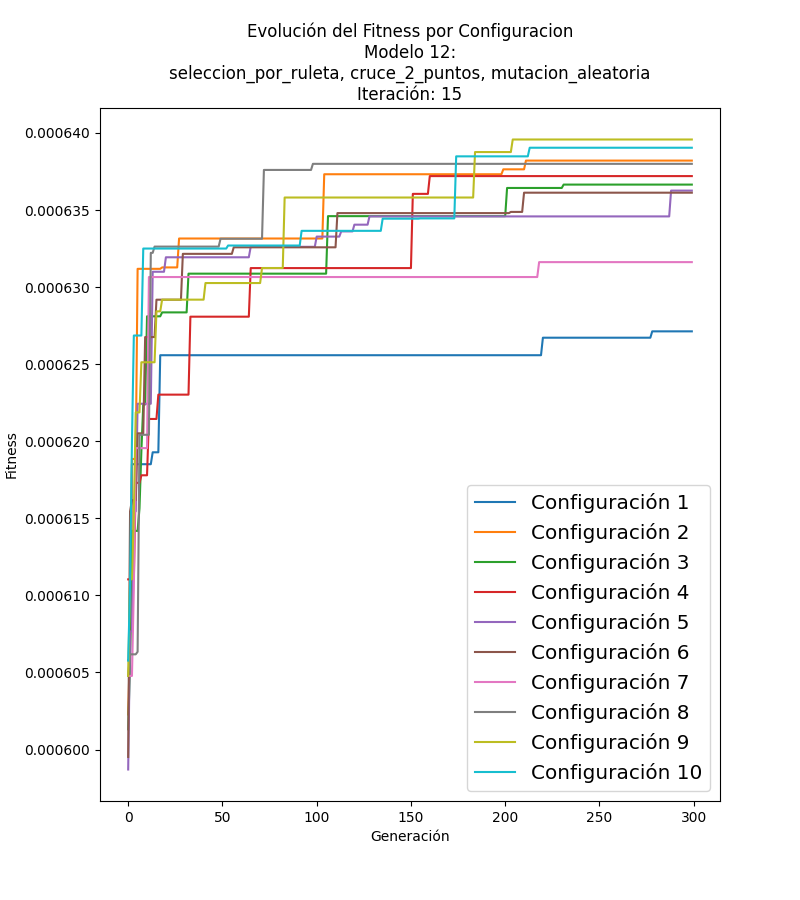 Evolución del Fitness por Configuracion
Modelo 12:
seleccion_por_ruleta, cruce_2_puntos, mutacion_aleatoria
Iteración: 15
0.000640
0.000635
0.000630
0.000625
0.000620
0.000615
0.000610
0.000605
0.000600
Fitness
Configuración 1
Configuración 2
Configuración 3
Configuración 4
Configuración 5
Configuración 6
Configuración 7
Configuración 8
Configuración 9
Configuración 10
0 50 100 150 200 250 300
Generación